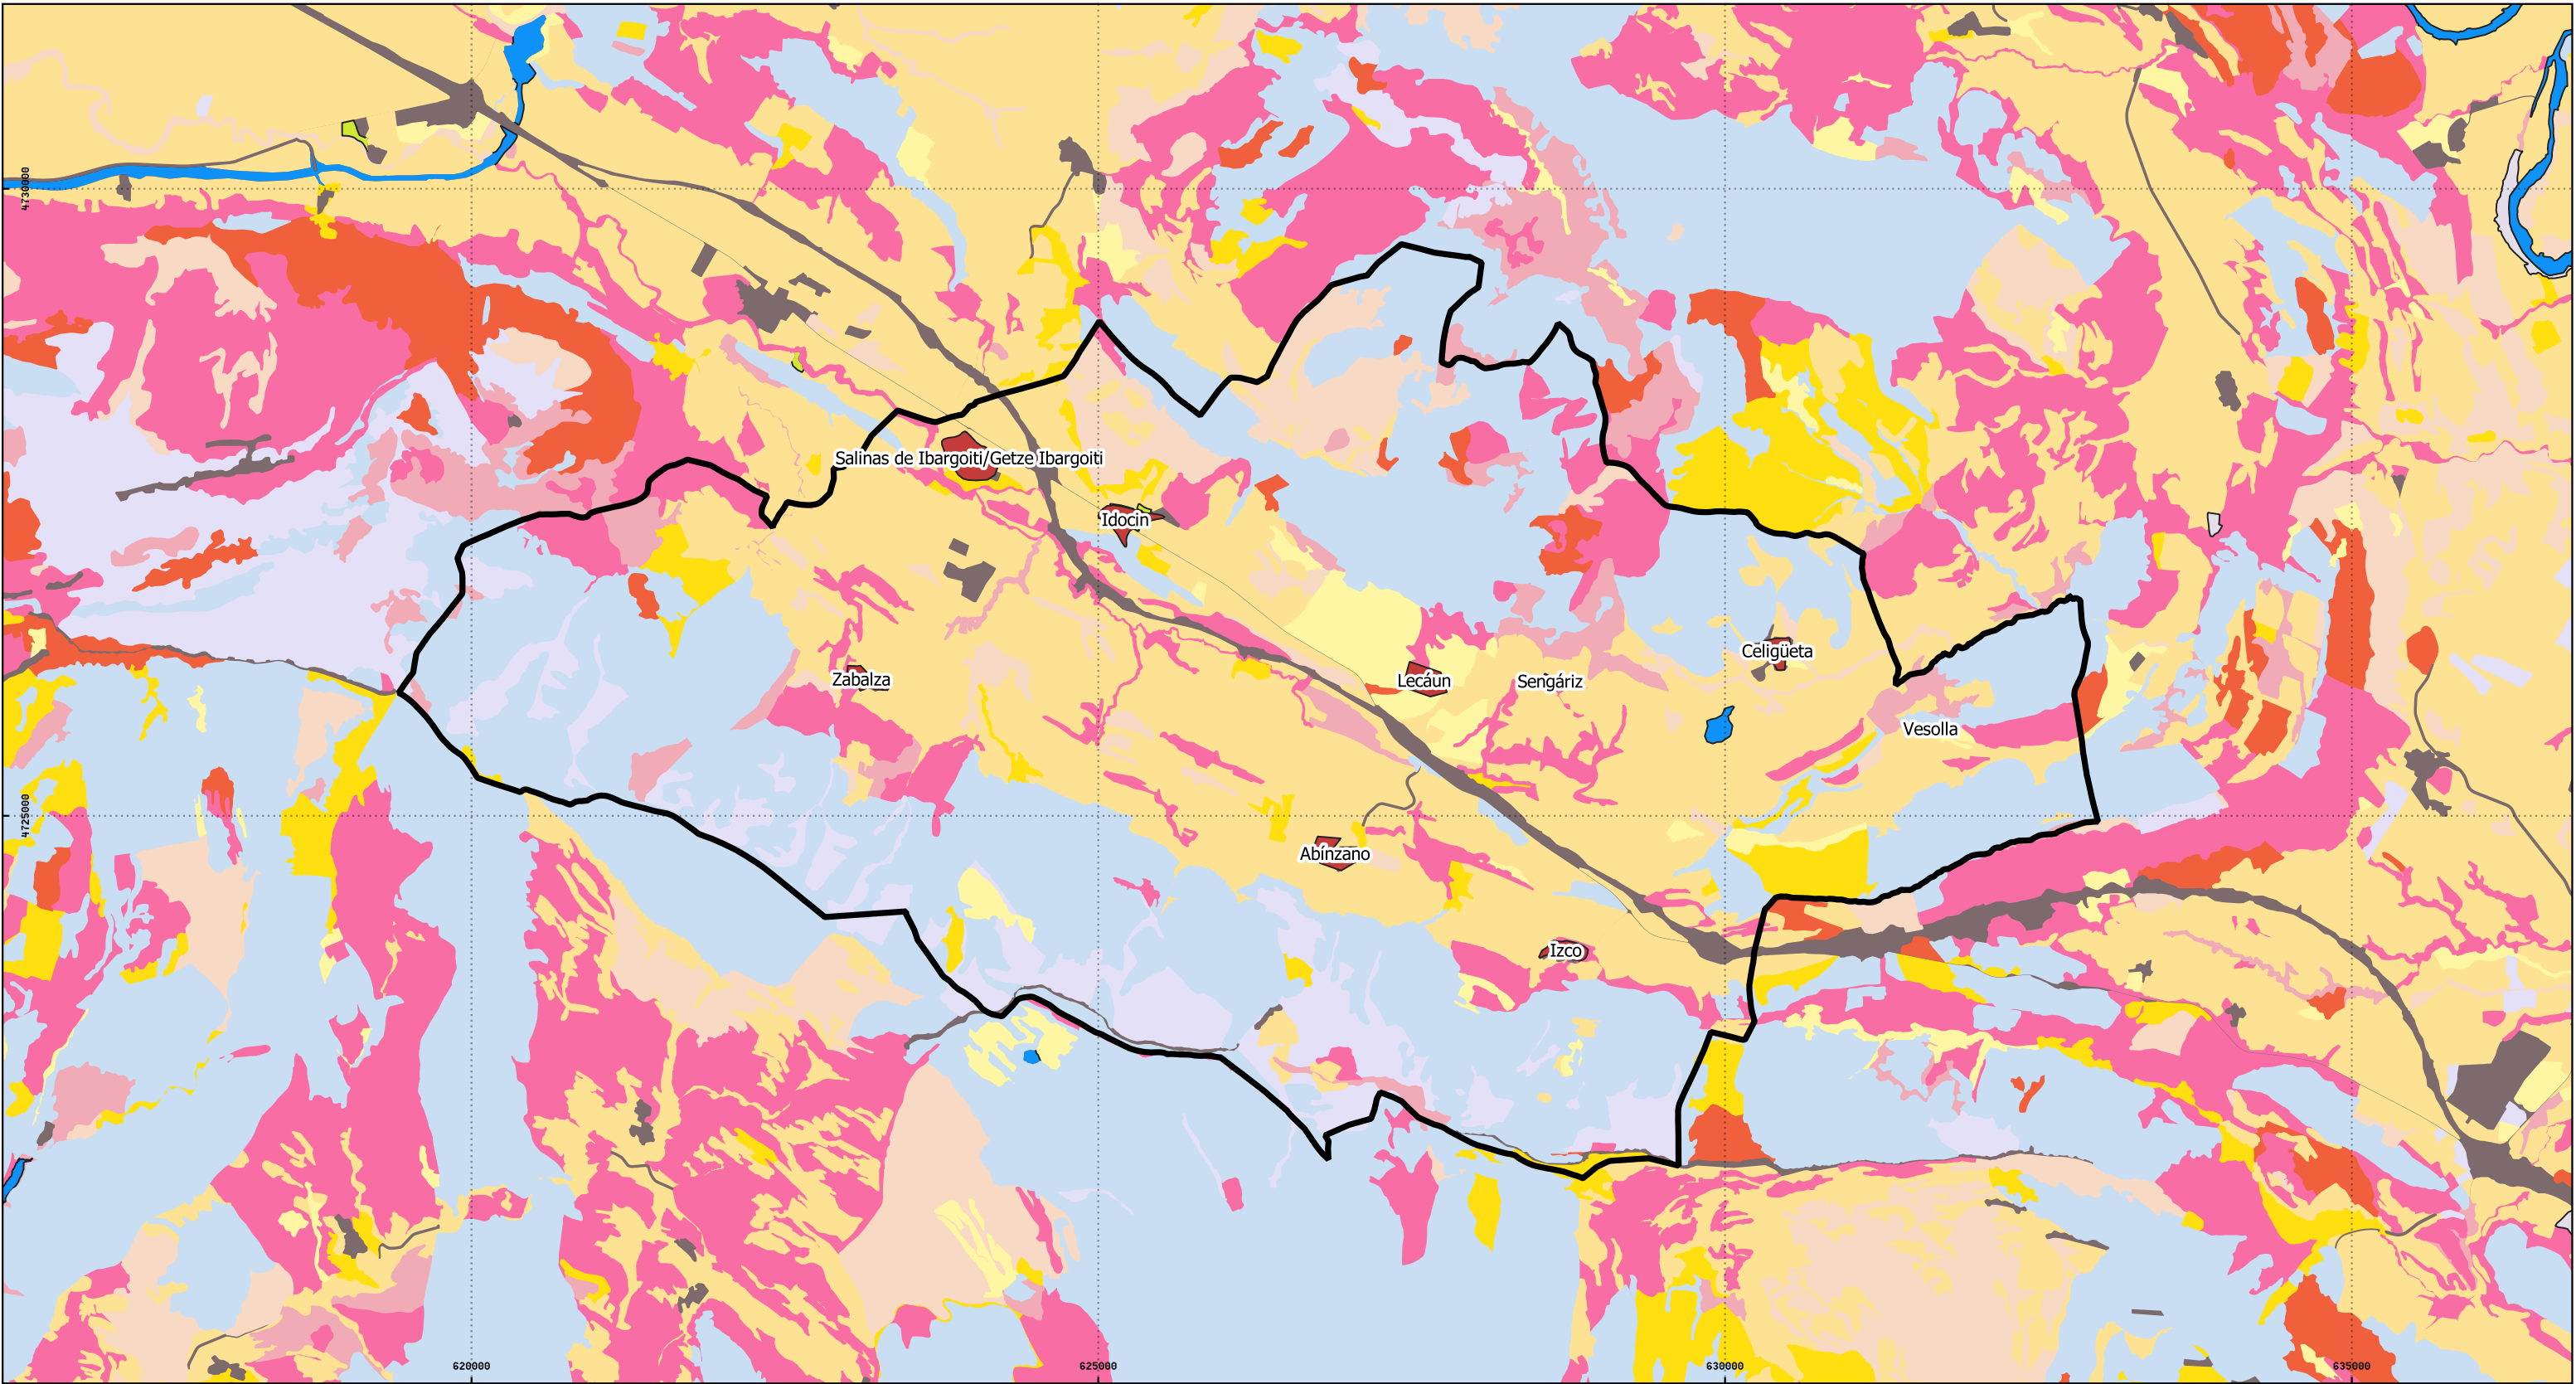 4730000
Salinas de Ibargoiti/Getze Ibargoiti
Idocin
Celigüeta
Zabalza
Lecáun
Sengáriz
Vesolla
4725000
Abínzano
Izco
620000
625000
630000
635000